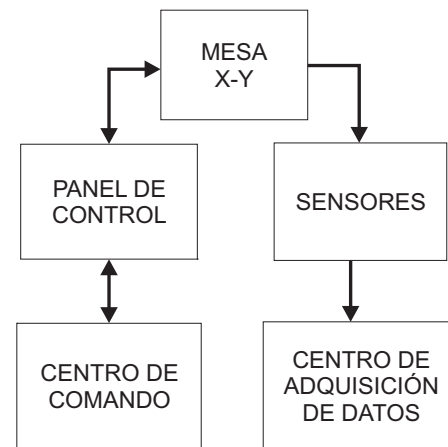 MESA
X-Y
PANEL DE
CONTROL
SENSORES
CENTRO DE
COMANDO
CENTRO DE
ADQUISICIÓN
DE DATOS